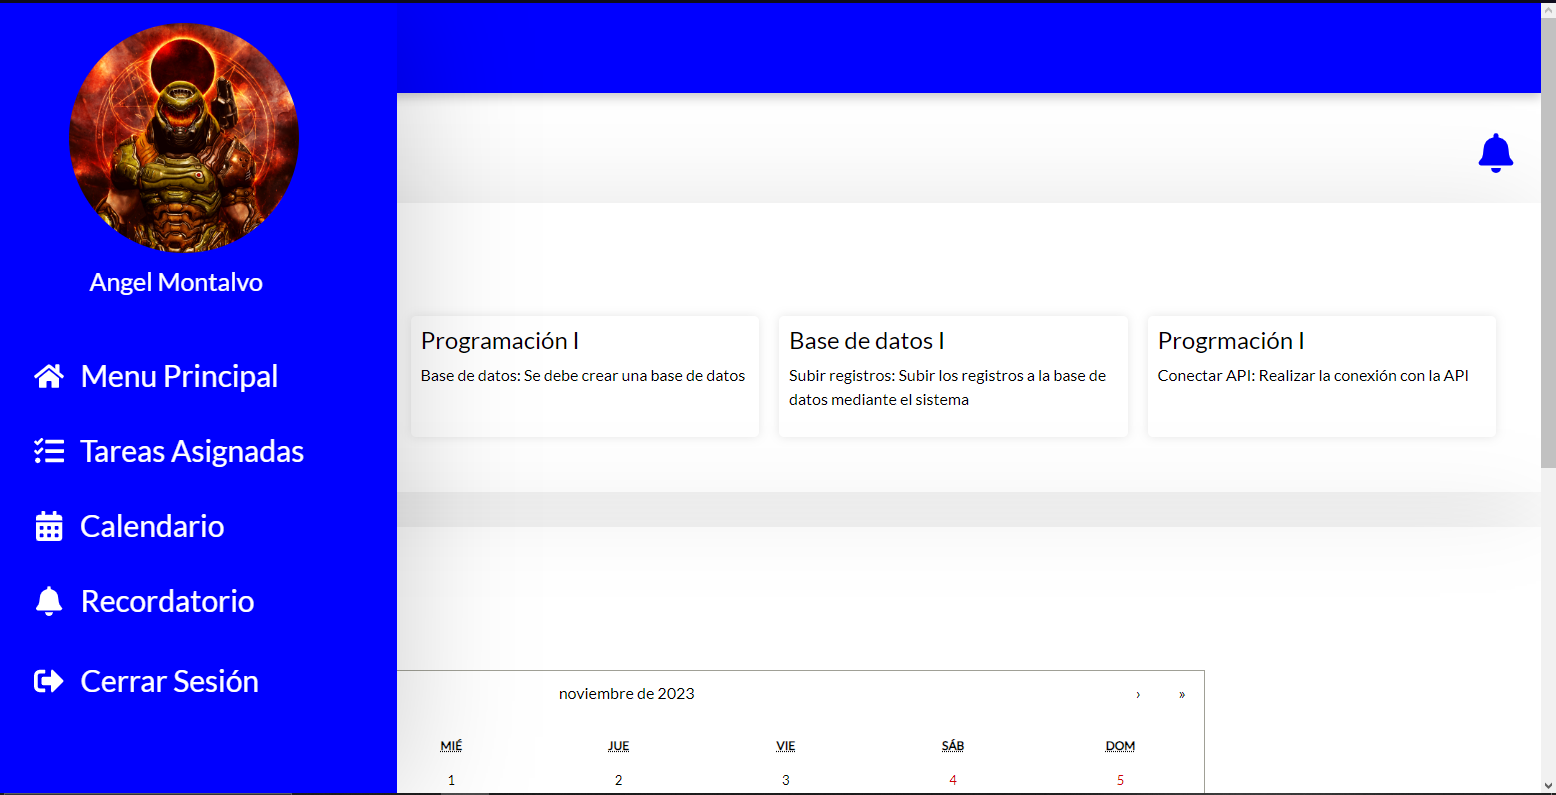 Angel Montalvo
Menu Principal
Tareas Asignadas
Calendario
Recordatorio
Cerrar Sesión
Programación I
Base de datos: Se debe crear una base de datos
Base de datos I
Subir registros: Subir los registros a la base de
datos mediante el sistema
Progrmación I
Conectar API: Realizar la conexión con la API
noviembre de 2023 › »
MIÉ JUE VIE SÁB DOM
1 2 3 4 5